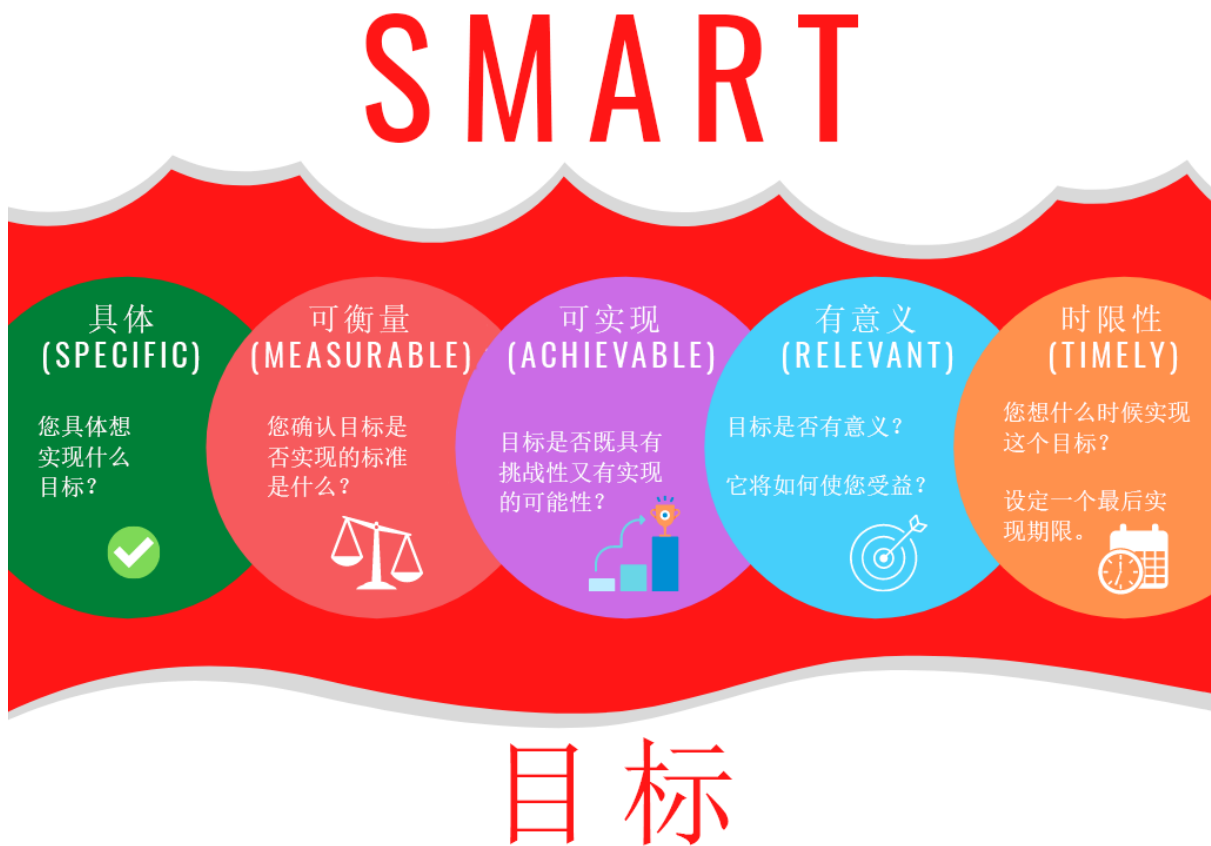 SMART
具体
(SPECIFIC)
您具体想
实现什么
目标？
可衡量
(MEASURABLE)
您确认目标是
否实现的标准
是什么？
可实现
(ACHIEVABLE)
目标是否既具有
挑战性又有实现
的可能性？
有意义
(RELEVANT)
目标是否有意义？
它将如何使您受益？
时限性
(TIMELY)
您想什么时候实现
这个目标？
设定一个最后实
现期限。
目标